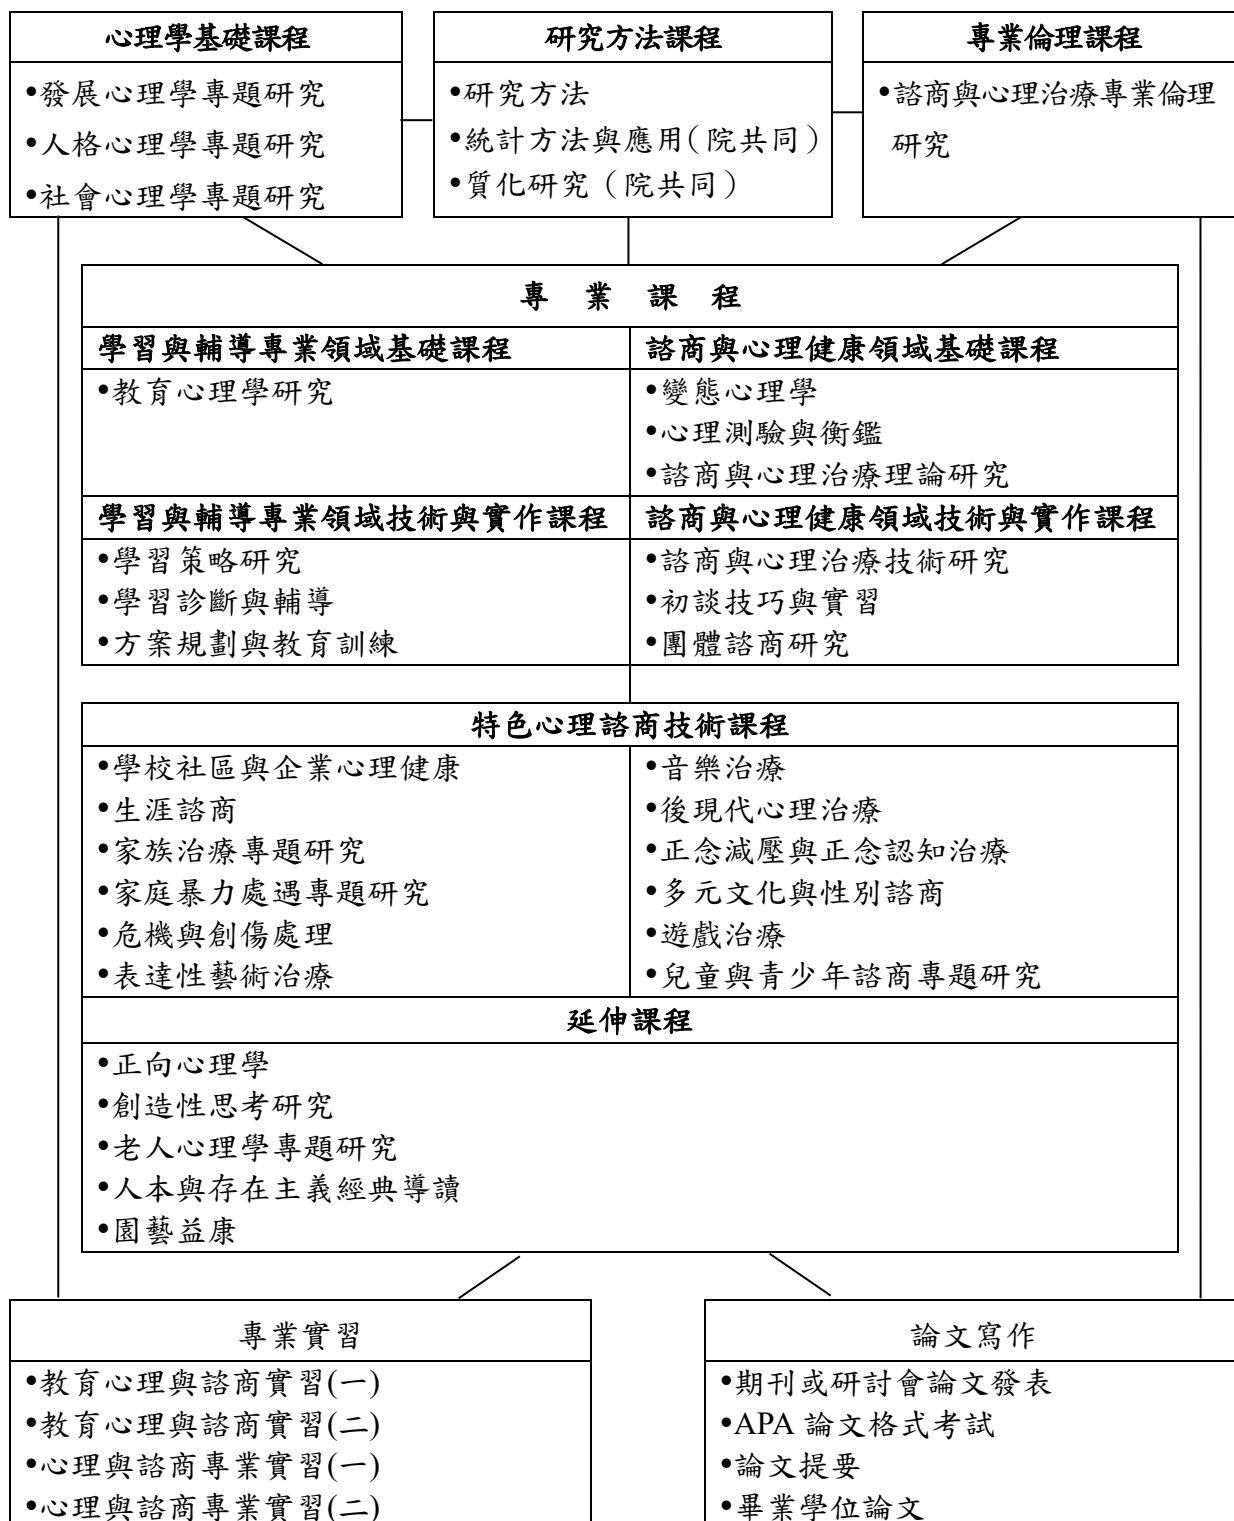 心理學基礎課程
•發展心理學專題研究
•人格心理學專題研究
•社會心理學專題研究
研究方法課程
•研究方法
•統計方法與應用(院共同)
•質化研究（院共同）
專業倫理課程
•諮商與心理治療專業倫理
研究
專 業 課 程
學習與輔導專業領域基礎課程
•教育心理學研究
諮商與心理健康領域基礎課程
•變態心理學
•心理測驗與衡鑑
•諮商與心理治療理論研究
學習與輔導專業領域技術與實作課程
•學習策略研究
•學習診斷與輔導
•方案規劃與教育訓練
諮商與心理健康領域技術與實作課程
•諮商與心理治療技術研究
•初談技巧與實習
•團體諮商研究
特色心理諮商技術課程
•學校社區與企業心理健康
•生涯諮商
•家族治療專題研究
•家庭暴力處遇專題研究
•危機與創傷處理
•表達性藝術治療
•音樂治療
•後現代心理治療
•正念減壓與正念認知治療
•多元文化與性別諮商
•遊戲治療
•兒童與青少年諮商專題研究
延伸課程
•正向心理學
•創造性思考研究
•老人心理學專題研究
•人本與存在主義經典導讀
•園藝益康
專業實習
•教育心理與諮商實習(一)
•教育心理與諮商實習(二)
•心理與諮商專業實習(一)
•心理與諮商專業實習(二)
論文寫作
•期刊或研討會論文發表
•APA 論文格式考試
•論文提要
•畢業學位論文